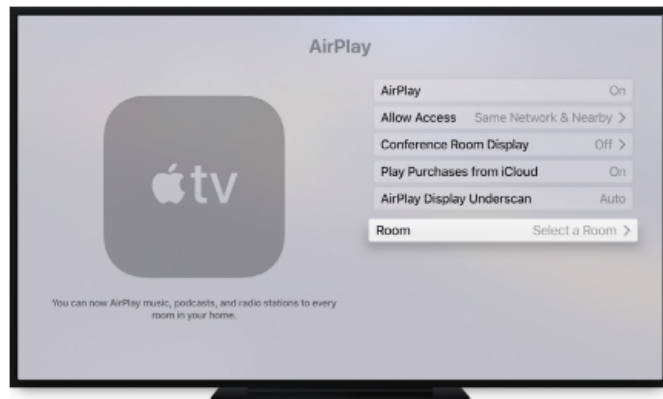 AirPlay
AirPlay On
Allow Access Same Network & Nearby >
Conference Room Display Off >
Play Purchases from iCloud On
AirPlay Display Underscan Auto
Room Select a Room >
tv
You can now AirPlay music, podcasts, and radio stations to every
room in your home.